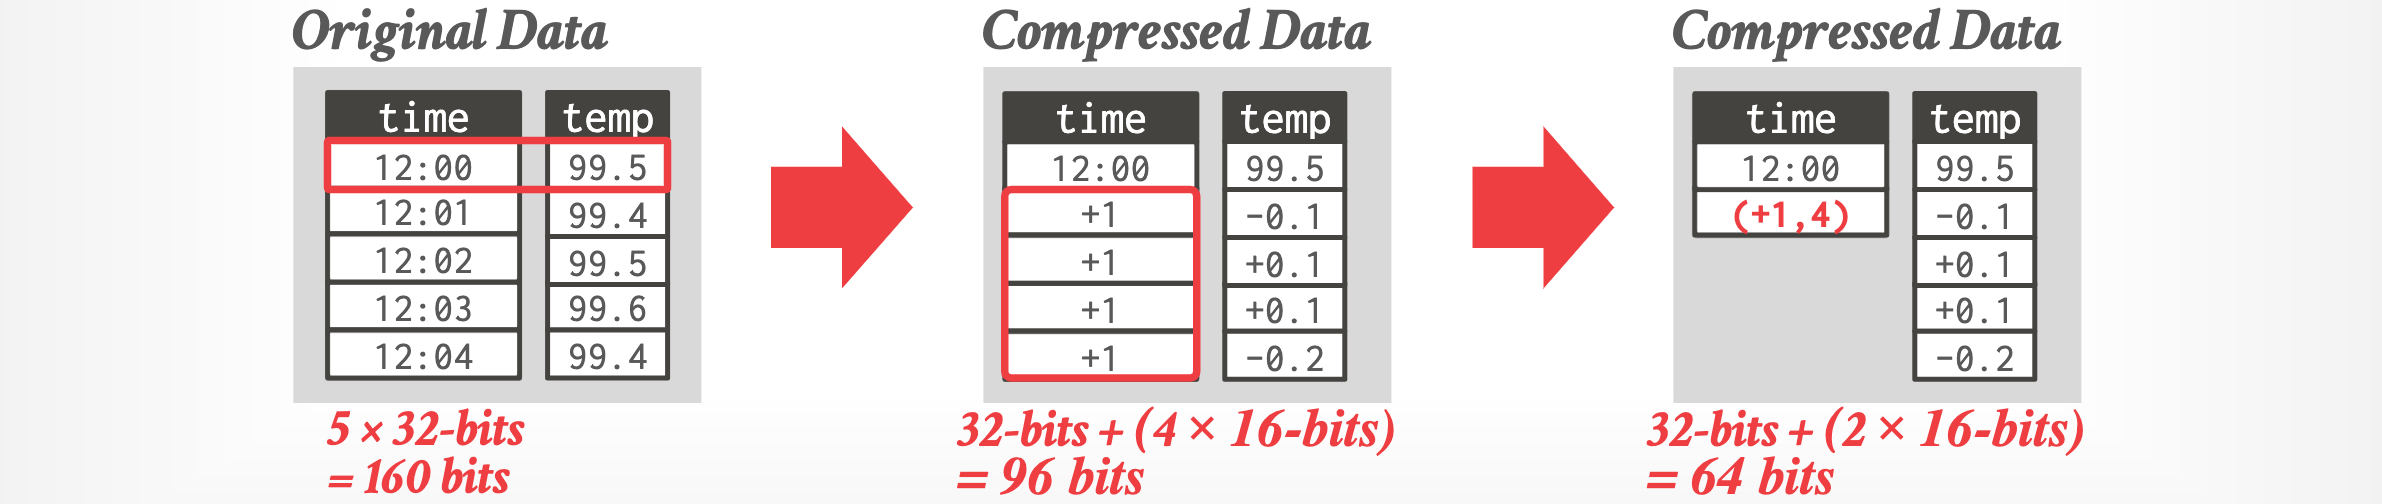 Original Data
time temp
12:00 99.5
12:01 99.4
12:02 99.5
12:03 99.6
12:04 99.4
5 × 32-bits
= 160 bits
Compressed Data
time temp
12:00 99.5
+1 -0.1
+1 +0.1
+1 +0.1
+1 -0.2
32-bits + (4 × 16-bits)
= 96 bits
Compressed Data
time temp
12:00 99.5
(+1,4) -0.1
+0.1
+0.1
-0.2
32-bits + (2 × 16-bits)
= 64 bits